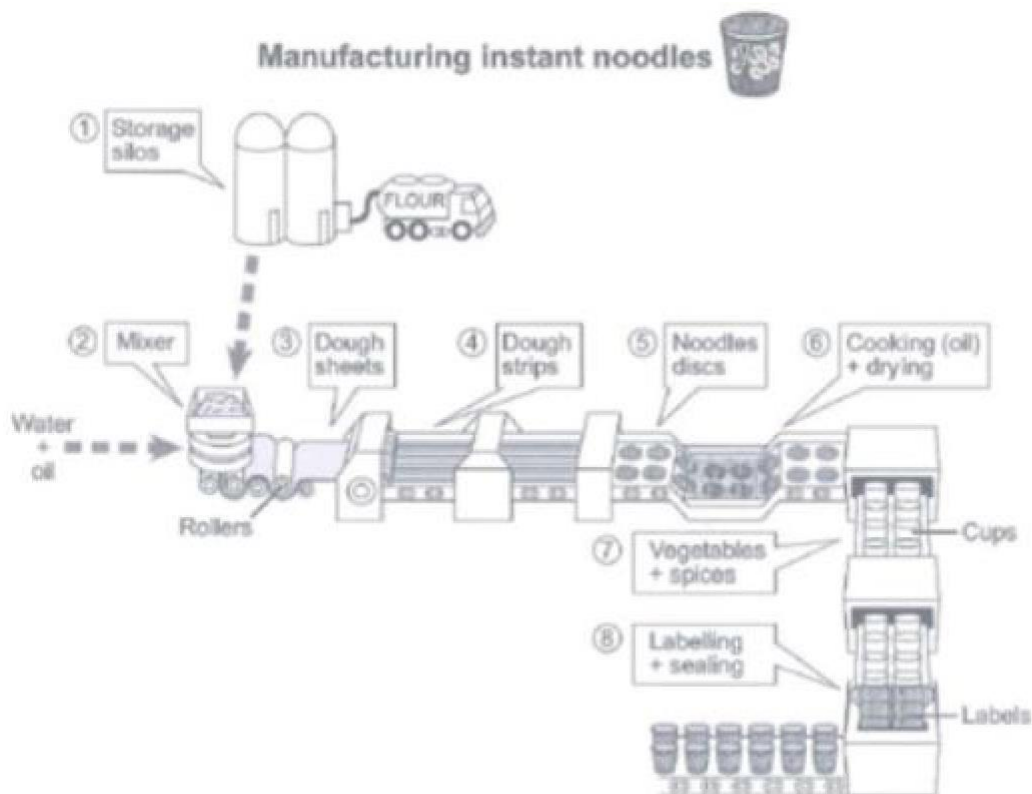 Manufacturing instant noodles
1 Storage
silos
FLOUR
2 Mixer
3 Dough
sheets
4 Dough
strips
5 Noodles
discs
6 Cooking (oil)
+ drying
Water
+
oil
Rollers
7 Vegetables
+ spices
Cups
8 Labelling
+ sealing
Labels